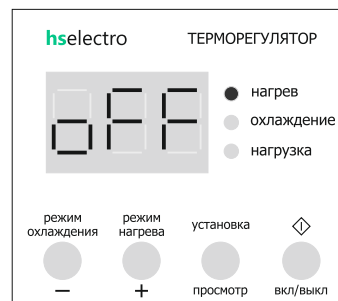 hselectro ТЕРМОРЕГУЛЯТОР
oFF
нагрев
охлаждение
нагрузка
режим охлаждения
режим нагрева
установка
− + просмотр вкл/выкл